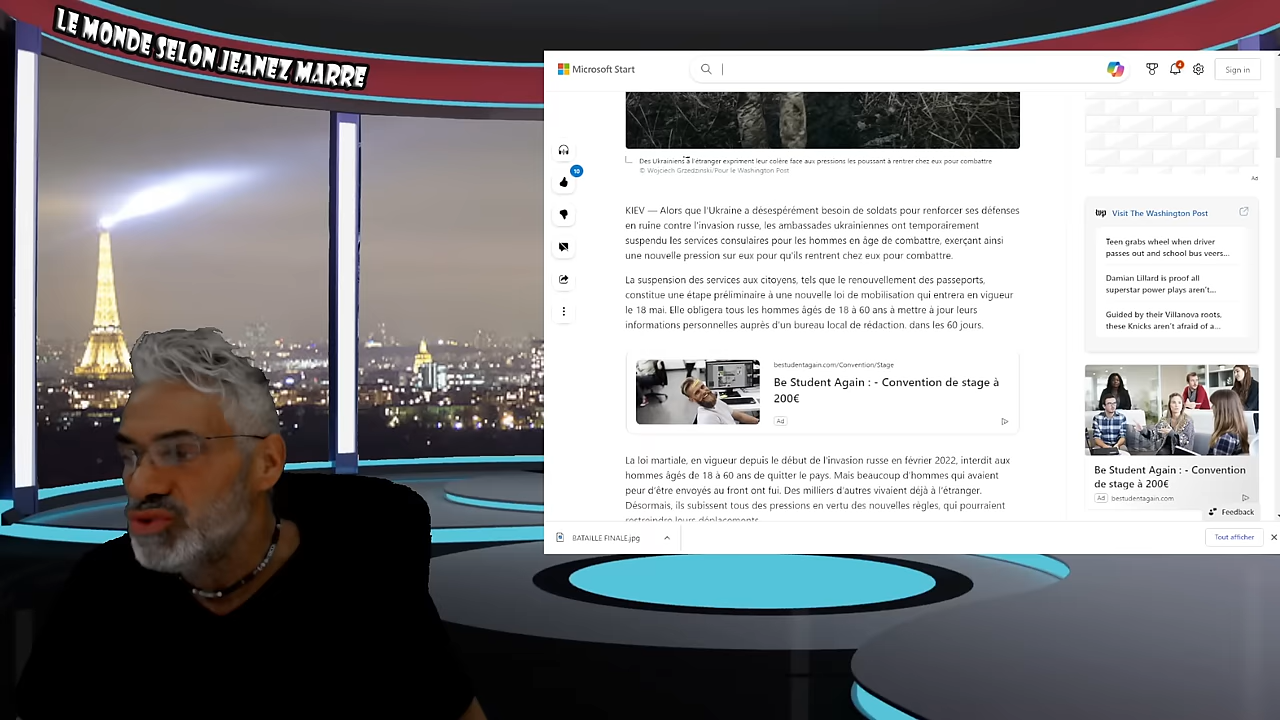 LE MONDE SELON JEANEZ MARRE
Microsoft Start
Sign in
4
10
Des Ukrainiens à l'étranger expriment leur colère face aux pressions les poussant à rentrer chez eux pour combattre
© Wojciech Grzedzinski/Pour le Washington Post
KIEV — Alors que l'Ukraine a désespérément besoin de soldats pour renforcer ses défenses
en ruine contre l'invasion russe, les ambassades ukrainiennes ont temporairement
suspendu les services consulaires pour les hommes en âge de combattre, exerçant ainsi
une nouvelle pression sur eux pour qu'ils rentrent chez eux pour combattre.
La suspension des services aux citoyens, tels que le renouvellement des passeports,
constitue une étape préliminaire à une nouvelle loi de mobilisation qui entrera en vigueur
le 18 mai. Elle obligera tous les hommes âgés de 18 à 60 ans à mettre à jour leurs
informations personnelles auprès d'un bureau local de rédaction. dans les 60 jours.
bestudentagain.com/Convention/Stage
Be Student Again : - Convention de stage à
200€
Ad
La loi martiale, en vigueur depuis le début de l'invasion russe en février 2022, interdit aux
hommes âgés de 18 à 60 ans de quitter le pays. Mais beaucoup d'hommes qui avaient
peur d'être envoyés au front ont fui. Des milliers d'autres vivaient déjà à l'étranger.
Désormais, ils subissent tous des pressions en vertu des nouvelles règles, qui pourraient
restreindre leurs déplacements
Ad
wp Visit The Washington Post
Teen grabs wheel when driver
passes out and school bus veers...
Damian Lillard is proof all
superstar power plays aren't...
Guided by their Villanova roots,
these Knicks aren't afraid of a...
Be Student Again : - Convention
de stage à 200€
Ad bestudentagain.com
Feedback
BATAILLE FINALE.jpg
Tout afficher